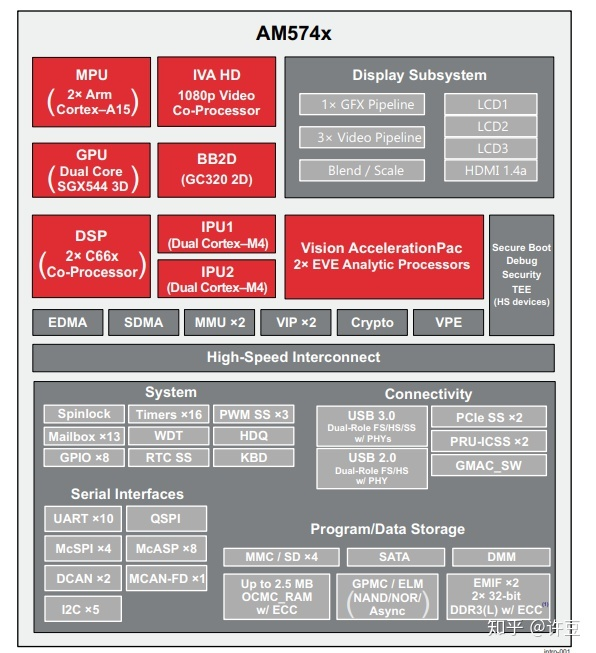 AM574x
MPU
(2× Arm
Cortex–A15)
IVA HD
1080p Video
Co-Processor
Display Subsystem
1× GFX Pipeline
3× Video Pipeline
Blend / Scale
LCD1
LCD2
LCD3
HDMI 1.4a
GPU
(Dual Core
SGX544 3D)
BB2D
(GC320 2D)
DSP
(2× C66x
Co-Processor)
IPU1
(Dual Cortex–M4)
IPU2
(Dual Cortex–M4)
Vision AccelerationPac
2× EVE Analytic Processors
Secure Boot
Debug
Security
TEE
(HS devices)
EDMA
SDMA
MMU ×2
VIP ×2
Crypto
VPE
High-Speed Interconnect
System
Spinlock
Timers ×16
PWM SS ×3
Mailbox ×13
WDT
HDQ
GPIO ×8
RTC SS
KBD
Connectivity
USB 3.0
Dual-Role FS/HS/SS
w/ PHYs
USB 2.0
Dual-Role FS/HS
w/ PHY
PCIe SS ×2
PRU-ICSS ×2
GMAC_SW
Serial Interfaces
UART ×10
QSPI
McSPI ×4
McASP ×8
DCAN ×2
MCAN-FD ×1
I2C ×5
Program/Data Storage
MMC / SD ×4
SATA
DMM
Up to 2.5 MB
OCMC_RAM
w/ ECC
GPMC / ELM
(NAND/NOR/
Async)
EMIF ×2
2× 32-bit
DDR3(L) w/ ECC(1)
知乎 @许豆
intro-001